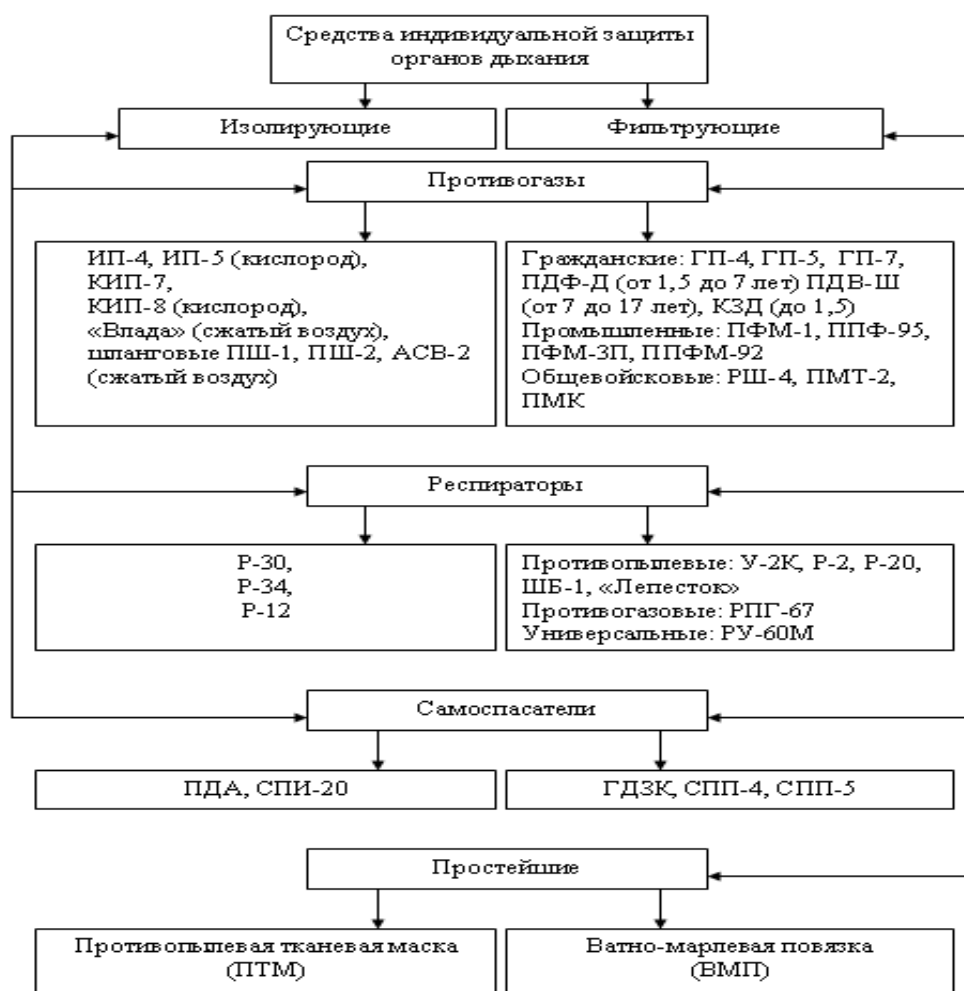 Средства индивидуальной защиты
органов дыхания
Изолирующие
Фильтрующие
Противогазы
ИП-4, ИП-5 (кислород),
КИП-7,
КИП-8 (кислород),
«Влада» (сжатый воздух),
шланговые ПШ-1, ПШ-2, АСВ-2
(сжатый воздух)
Гражданские: ГП-4, ГП-5, ГП-7,
ПДФ-Д (от 1,5 до 7 лет) ПДВ-Ш
(от 7 до 17 лет), КЗД (до 1,5)
Промышленные: ПФМ-1, ППФ-95,
ПФМ-3П, ППФМ-92
Общевойсковые: РШ-4, ПМТ-2,
ПМК
Респираторы
Р-30,
Р-34,
Р-12
Противопылевые: У-2К, Р-2, Р-20,
ШБ-1, «Лепесток»
Противогазовые: РПГ-67
Универсальные: РУ-60М
Самоспасатели
ПДА, СПИ-20
ГДЗК, СПП-4, СПП-5
Простейшие
Противопылевая тканевая маска
(ПТМ)
Ватно-марлевая повязка
(ВМП)